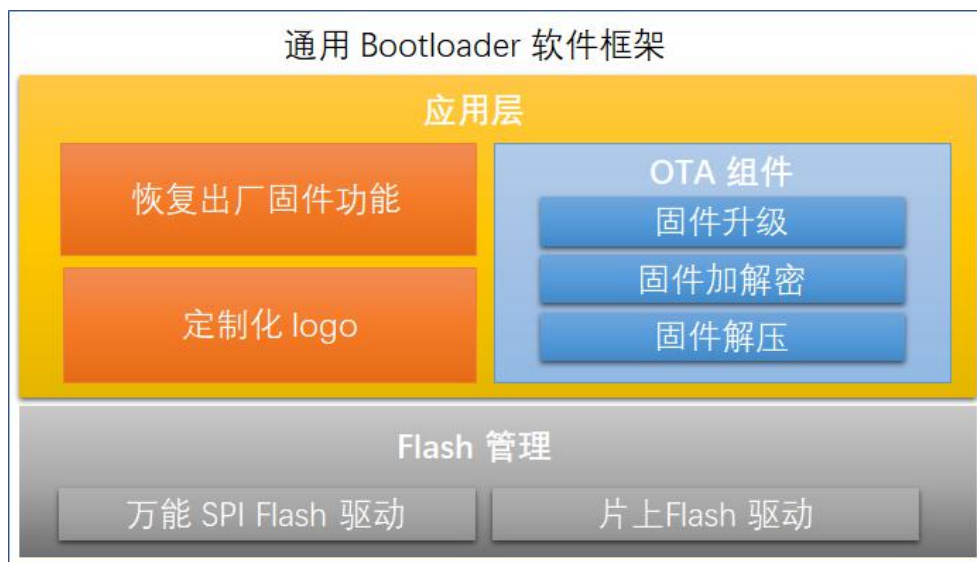 通用 Bootloader 软件框架
应用层
恢复出厂固件功能
定制化 logo
OTA 组件
固件升级
固件加解密
固件解压
Flash 管理
万能 SPI Flash 驱动
片上Flash 驱动